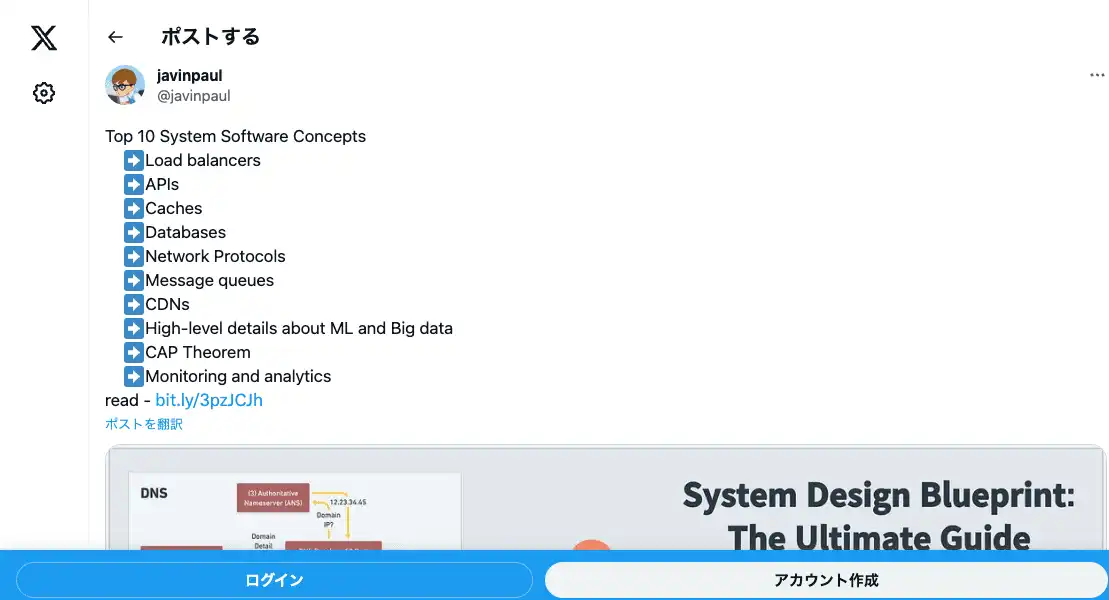 ポストする
javinpaul
@javinpaul
Top 10 System Software Concepts
➡️Load balancers
➡️APIs
➡️Caches
➡️Databases
➡️Network Protocols
➡️Message queues
➡️CDNs
➡️High-level details about ML and Big data
➡️CAP Theorem
➡️Monitoring and analytics
read - bit.ly/3pzJCJh
ポストを翻訳
DNS
(3) Authoritative
Nameserver (ANS)
12.23.34.45
Domain
IP?
Domain
Detail
System Design Blueprint:
The Ultimate Guide
ログイン
アカウント作成